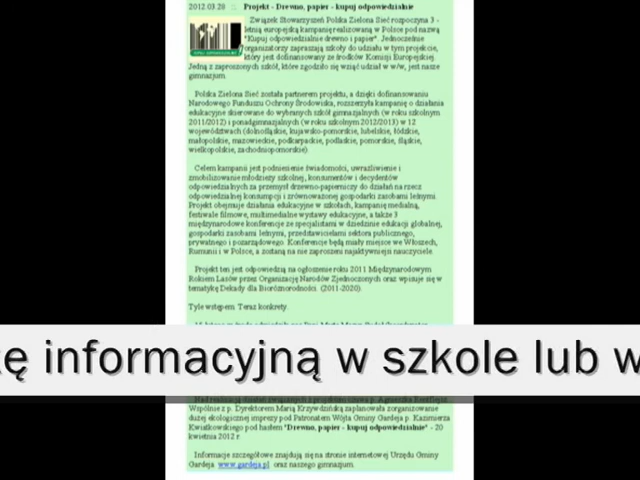 2012.03.28 :: Projekt - Drewno, papier - kupuj odpowiedzialnie
Związek Stowarzyszeń Polska Zielona Sieć rozpoczyna 3 -
letnią europejską kampanię realizowaną w Polsce pod nazwą
"Kupuj odpowiedzialnie drewno i papier". Jednocześnie
organizatorzy zapraszają szkoły do udziału w tym projekcie,
który jest dofinansowany ze środków Komisji Europejskiej.
Jedną z zaproszonych szkół, które zgodziło się wziąć udział w w/w, jest nasze
gimnazjum.
Polska Zielona Sieć została partnerem projektu, a dzięki dofinansowaniu
Narodowego Funduszu Ochrony Środowiska, rozszerzyła kampanię o działania
edukacyjne skierowane do wybranych szkół gimnazjalnych (w roku szkolnym
2011/2012) i ponadgimnazjalnych (w roku szkolnym 2012/2013) w 12
województwach (dolnośląskie, kujawsko-pomorskie, lubelskie, łódzkie,
małopolskie, mazowieckie, podkarpackie, podlaskie, pomorskie, śląskie,
wielkopolskie, zachodniopomorskie)
Celem kampanii jest podniesienie świadomości, uwrażliwienie i
zmobilizowanie młodzieży szkolnej, konsumentów i decydentów
odpowiedzialnych za przemysł drzewno-papierniczy do działań na rzecz
odpowiedzialnej konsumpcji i zrównoważonej gospodarki zasobami leśnymi.
Projekt obejmuje działania edukacyjne w szkołach, kampanię medialną,
festiwale filmowe, multimedialne wystawy edukacyjne, a także 3
międzynarodowe konferencje ze specjalistami w dziedzinie edukacji globalnej,
gospodarki zasobami leśnymi, przedstawicielami sektora publicznego,
prywatnego i pozarządowego. Konferencje będą miały miejsce we Włoszech,
Rumunii i w Polsce, a zostaną na nie zaproszeni najaktywniejsi nauczyciele.
Projekt ten jest odpowiedzią na ogłoszenie roku 2011 Międzynarodowym
Rokiem Lasów przez Organizację Narodów Zjednoczonych oraz wpisuje się w
tematykę Dekady dla Bioróżnorodności. (2011-2020).
Tyle wstępem. Teraz konkrety.
tę informacyjną w szkole lub w
Nad realizacją działań związanych z projektem czuwa p. Agnieszka
Wspólnie z p. Dyrektorem Marią Krzywdzińską zaplanowała zorganizowanie
dużej ekologicznej imprezy pod Patronatem Wójta Gminy Gardeja p. Kazimierza
Kwiatkowskiego pod hasłem "Drewno, papier - kupuj odpowiedzialnie" - 20
kwietnia 2012 r.
Informacje szczegółowe znajdują się na stronie internetowej Urzędu Gminy
Gardeja www.gardeja.pl oraz naszego gimnazjum.